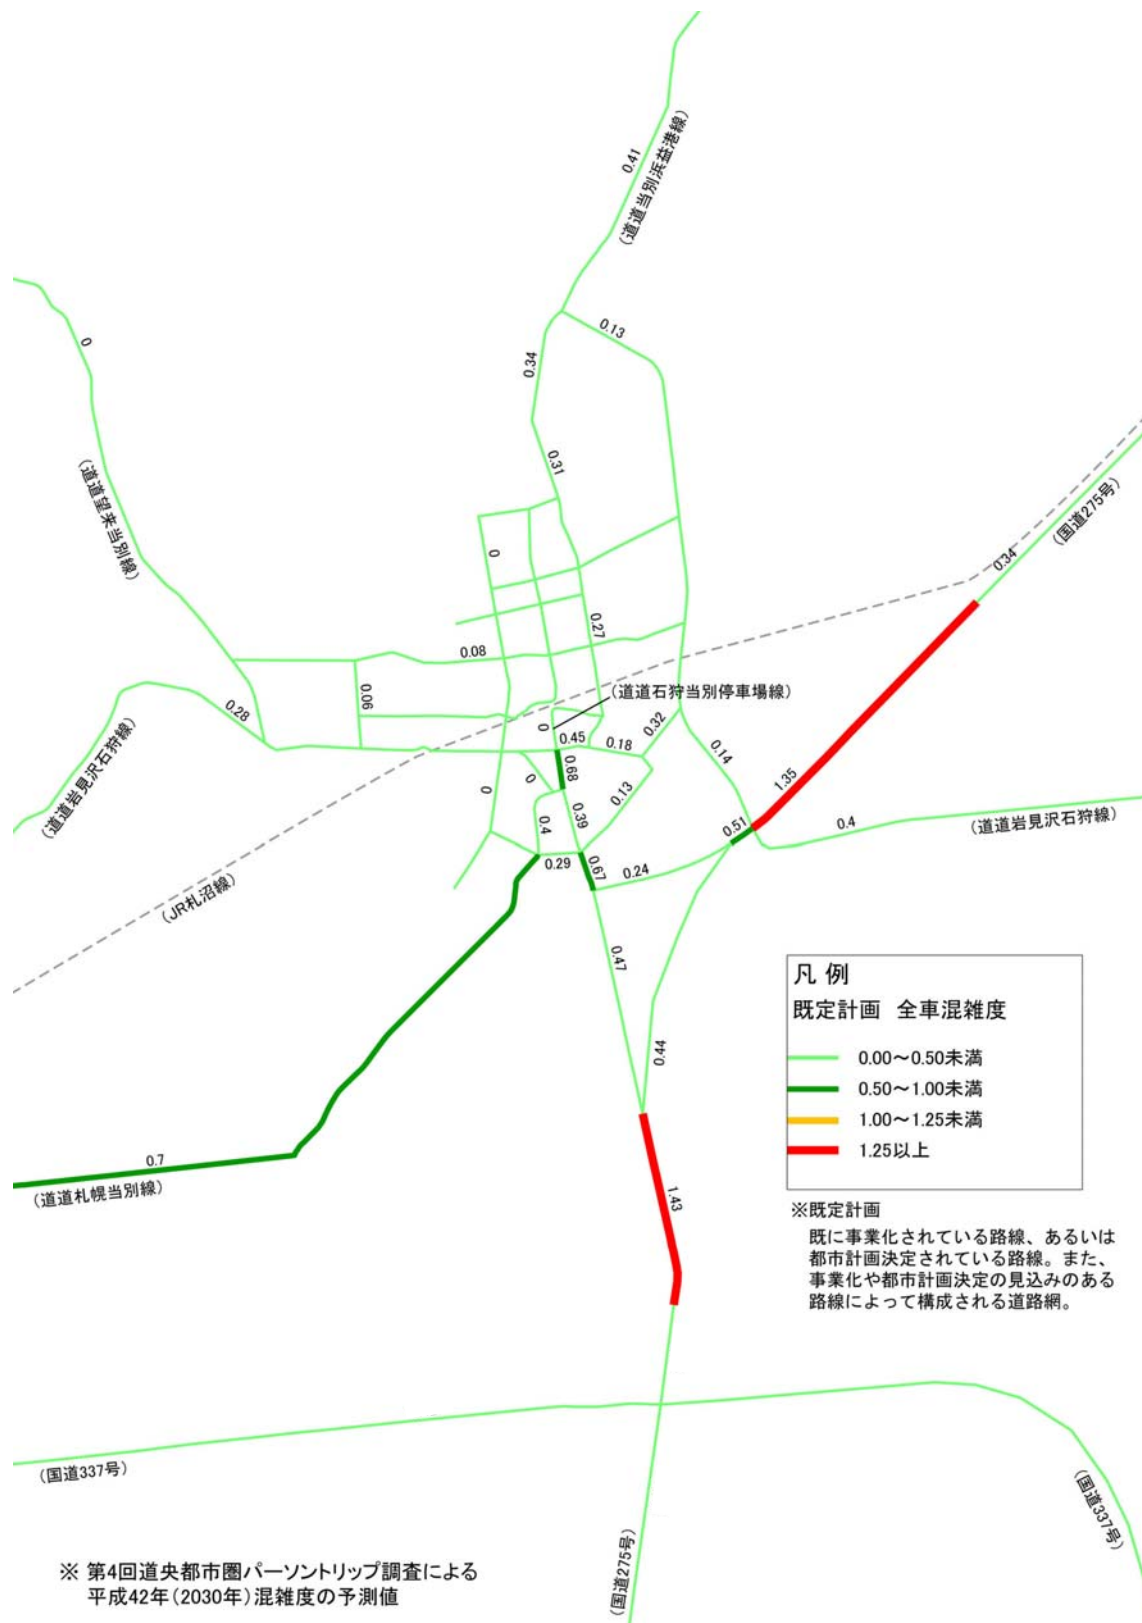 0.41
(道道当別浜益港線)
0.13
0
0.34
0.31
(道道望来当別線)
(国道275号)
0
0.34
0.27
0.08
0.06
(道道石狩当別停車場線)
0.28
0
0.45
0.18
0.32
0.14
(道道岩見沢石狩線)
0
0
0.68
0.13
1.35
0.4
0.39
0.51
0.4
(道道岩見沢石狩線)
0.29
0.67
0.24
(JR札沼線)
0.47
0.44
凡 例
既定計画 全車混雑度
0.00～0.50未満
0.50～1.00未満
1.00～1.25未満
1.25以上
0.7
(道道札幌当別線)
1.43
※既定計画
既に事業化されている路線、あるいは
都市計画決定されている路線。また、
事業化や都市計画決定の見込みのある
路線によって構成される道路網。
(国道337号)
(国道337号)
(国道275号)
※ 第4回道央都市圏パーソントリップ調査による
平成42年(2030年)混雑度の予測値